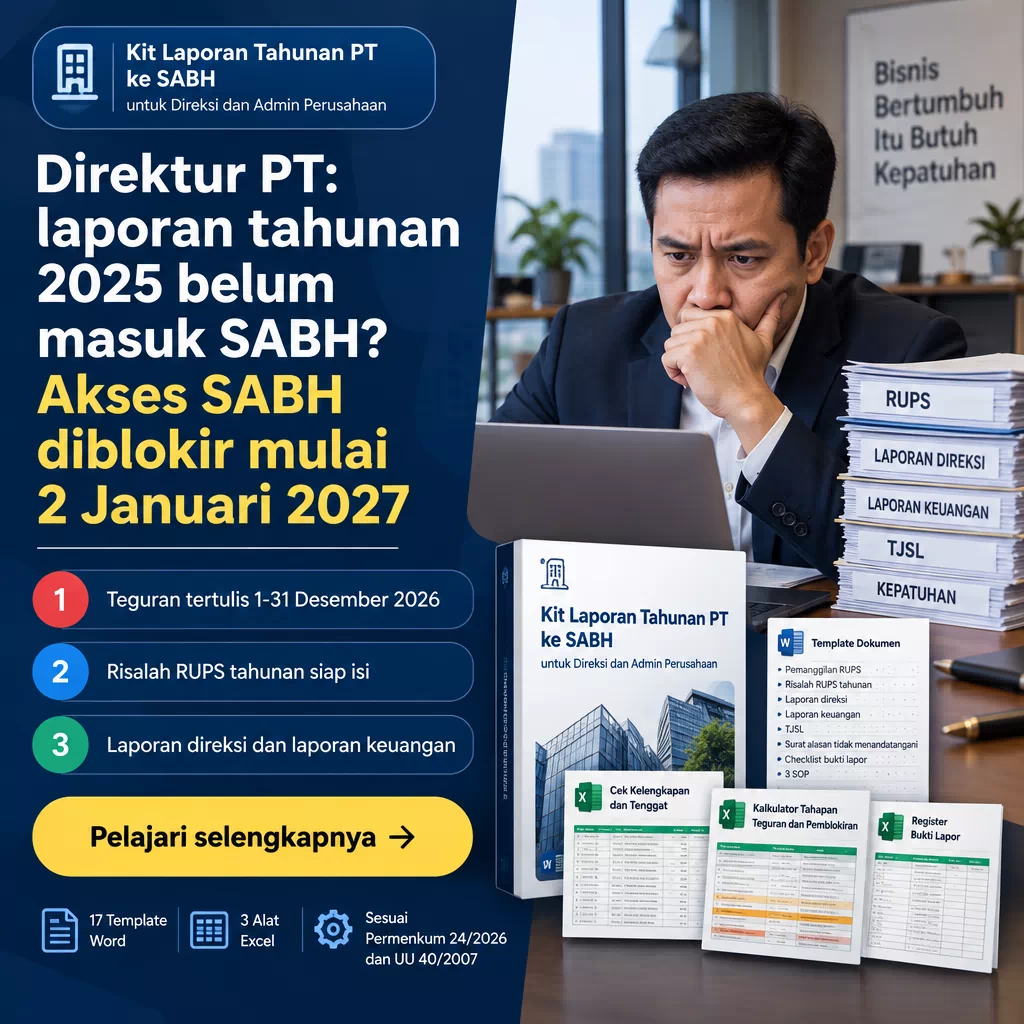 Kit Laporan Tahunan PT
ke SABH
untuk Direksi dan Admin Perusahaan
Direktur PT:
laporan tahunan
2025 belum
masuk SABH?
Akses SABH
diblokir mulai
2 Januari 2027
1
Teguran tertulis 1-31 Desember 2026
2
Risalah RUPS tahunan siap isi
3
Laporan direksi dan laporan keuangan
Pelajari selengkapnya →
17 Template
Word
3 Alat
Excel
Sesuai
Permenkum 24/2026
dan UU 40/2007
Bisnis
Bertumbuh
Itu Butuh
Kepatuhan
RUPS
LAPORAN DIREKSI
LAPORAN KEUANGAN
TJSL
KEPATUHAN
Kit Laporan Tahunan PT
ke SABH
untuk Direksi dan Admin Perusahaan
W
W
Template Dokumen
• Pemanggilan RUPS
• Risalah RUPS tahunan
• Laporan direksi
• Laporan keuangan
• TJSL
• Surat alasan tidak menandatangani
• Checklist bukti lapor
• 3 SOP
X
Cek Kelengkapan
dan Tenggat
X
Kalkulator Tahapan
Teguran dan Pemblokiran
X
Register
Bukti Lapor